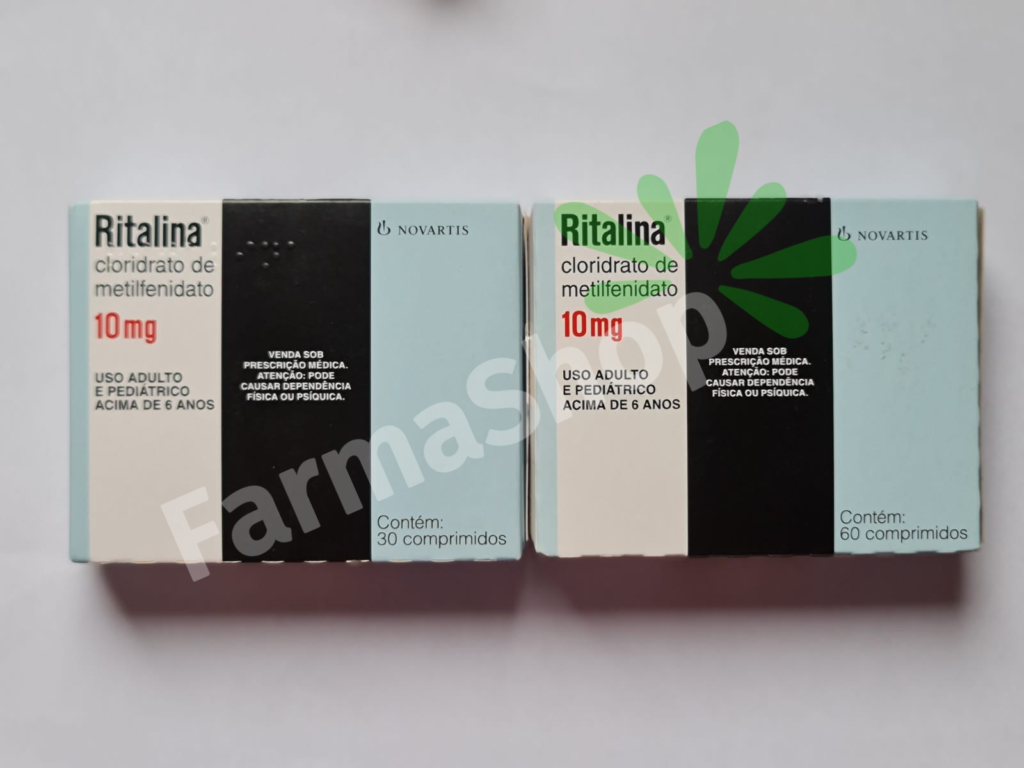 Ritalina®
cloridrato de
metilfenidato
10mg
USO ADULTO
E PEDIÁTRICO
ACIMA DE 6 ANOS
VENDA SOB
PRESCRIÇÃO MÉDICA.
ATENÇÃO: PODE
CAUSAR DEPENDÊNCIA
FÍSICA OU PSÍQUICA.
NOVARTIS
Contém:
30 comprimidos
Ritalina®
cloridrato de
metilfenidato
10mg
USO ADULTO
E PEDIÁTRICO
ACIMA DE 6 ANOS
VENDA SOB
PRESCRIÇÃO MÉDICA.
ATENÇÃO: PODE
CAUSAR DEPENDÊNCIA
FÍSICA OU PSÍQUICA.
NOVARTIS
Contém:
60 comprimidos
FarmaShop